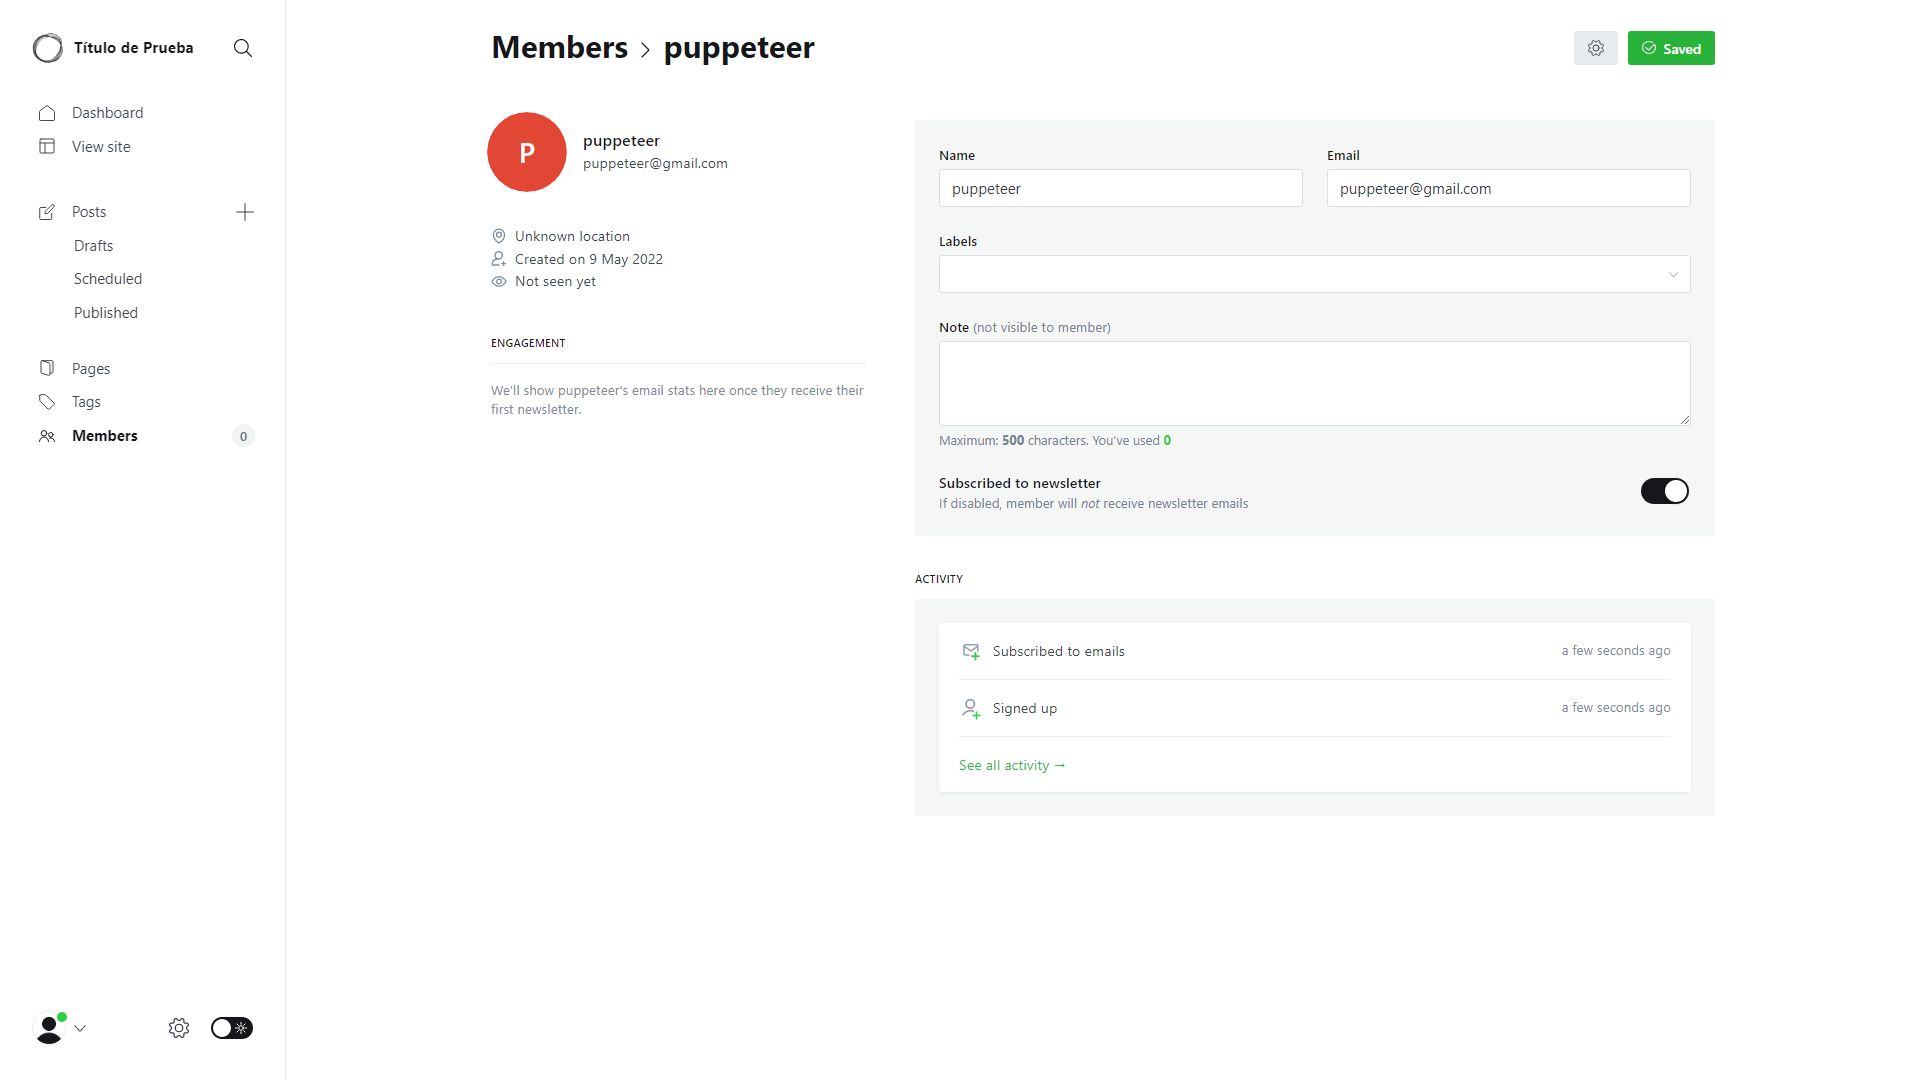 Título de Prueba
Dashboard
View site
Posts
Drafts
Scheduled
Published
Pages
Tags
Members 0
Members > puppeteer
Saved
P
puppeteer
puppeteer@gmail.com
Unknown location
Created on 9 May 2022
Not seen yet
ENGAGEMENT
We'll show puppeteer's email stats here once they receive their
first newsletter.
Name
puppeteer
Email
puppeteer@gmail.com
Labels
Note (not visible to member)
Maximum: 500 characters. You've used 0
Subscribed to newsletter
If disabled, member will not receive newsletter emails
ACTIVITY
Subscribed to emails a few seconds ago
Signed up a few seconds ago
See all activity →